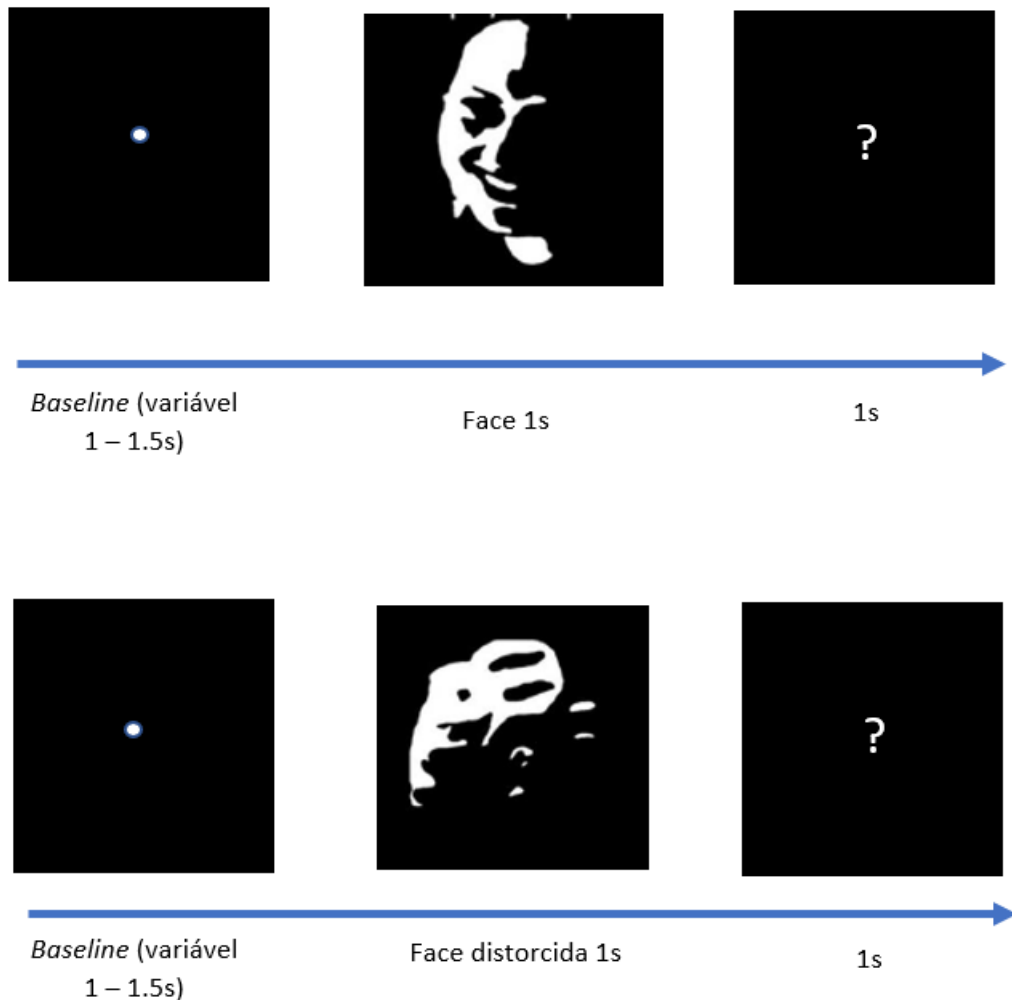 ?
Baseline (variável
1 – 1.5s)
Face 1s
1s
?
Baseline (variável
1 – 1.5s)
Face distorcida 1s
1s